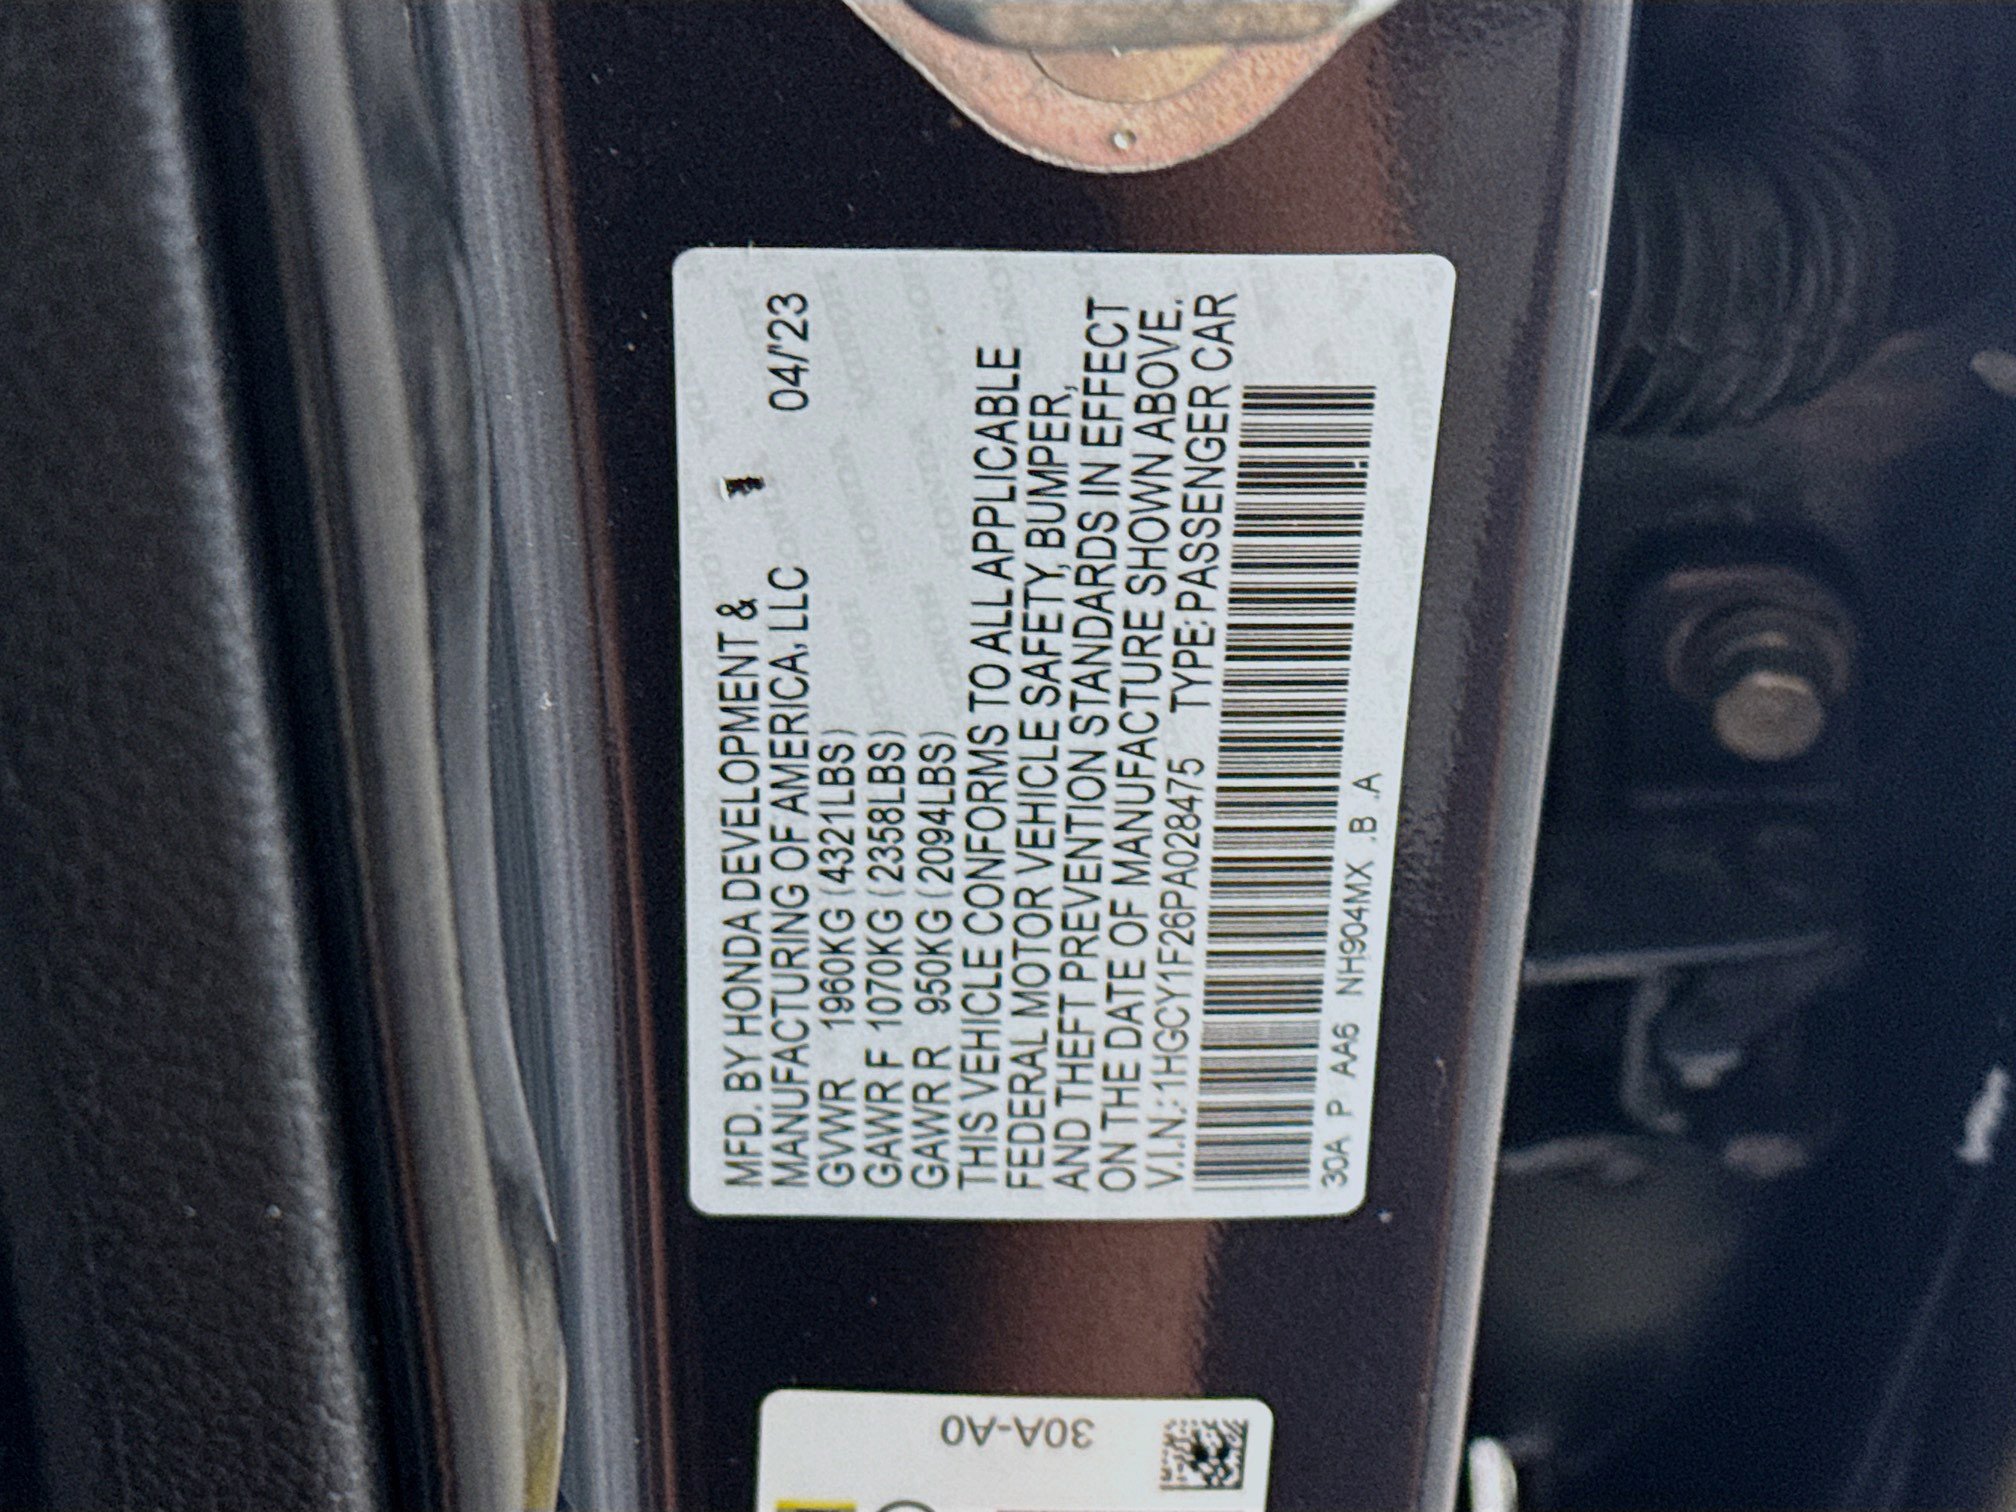 MFD. BY HONDA DEVELOPMENT &
MANUFACTURING OF AMERICA, LLC 04/'23
GVWR 1960KG (4321LBS)
GAWR F 1070KG (2358LBS)
GAWR R 950KG (2094LBS)
THIS VEHICLE CONFORMS TO ALL APPLICABLE
FEDERAL MOTOR VEHICLE SAFETY, BUMPER,
AND THEFT PREVENTION STANDARDS IN EFFECT
ON THE DATE OF MANUFACTURE SHOWN ABOVE.
V.I.N.: 1HGCY1F26PA028475 TYPE: PASSENGER CAR
30A P AA6 NH904MX .B .A
30A-A0